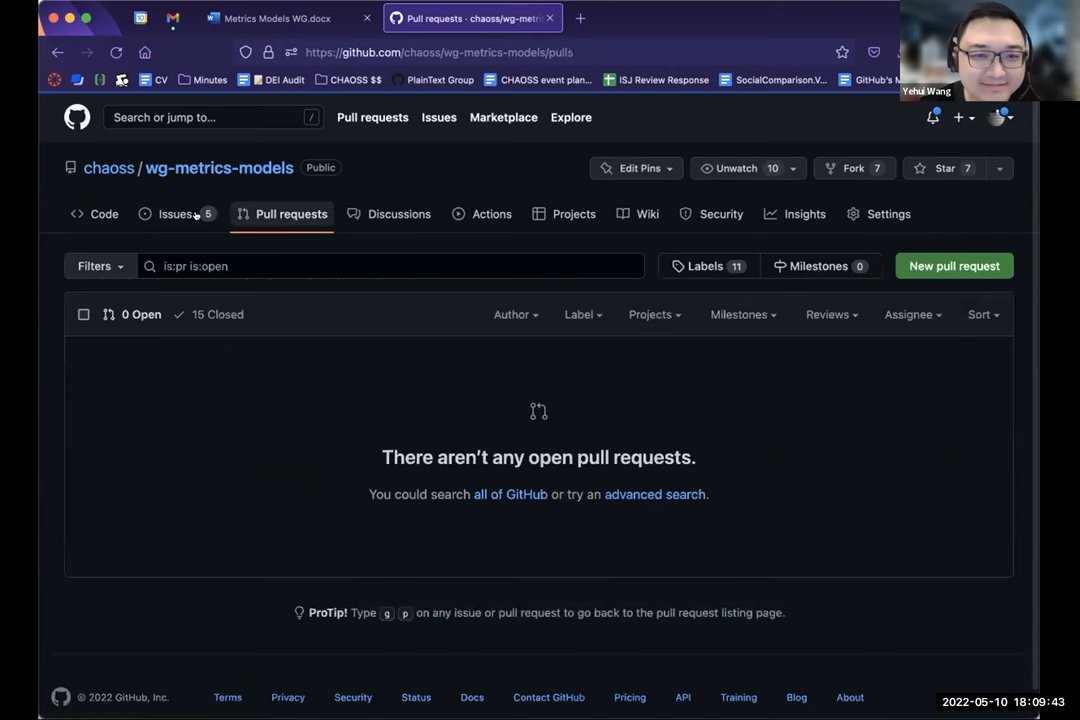 Metrics Models WG.docx
Pull requests · chaoss/wg-metri
https://github.com/chaoss/wg-metrics-models/pulls
CV
Minutes
DEI Audit
CHAOSS $$
PlainText Group
CHAOSS event plan...
ISJ Review Response
SocialComparison.V...
GitHub's
Yehui Wang
Search or jump to...
/
Pull requests
Issues
Marketplace
Explore
chaoss / wg-metrics-models
Public
Edit Pins
Unwatch 10
Fork 7
Star 7
Code
Issues 5
Pull requests
Discussions
Actions
Projects
Wiki
Security
Insights
Settings
Filters
is:pr is:open
Labels 11
Milestones 0
New pull request
0 Open
15 Closed
Author
Label
Projects
Milestones
Reviews
Assignee
Sort
There aren't any open pull requests.
You could search all of GitHub or try an advanced search.
ProTip! Type g p on any issue or pull request to go back to the pull request listing page.
© 2022 GitHub, Inc.
Terms
Privacy
Security
Status
Docs
Contact GitHub
Pricing
API
Training
Blog
About
2022-05-10 18:09:43